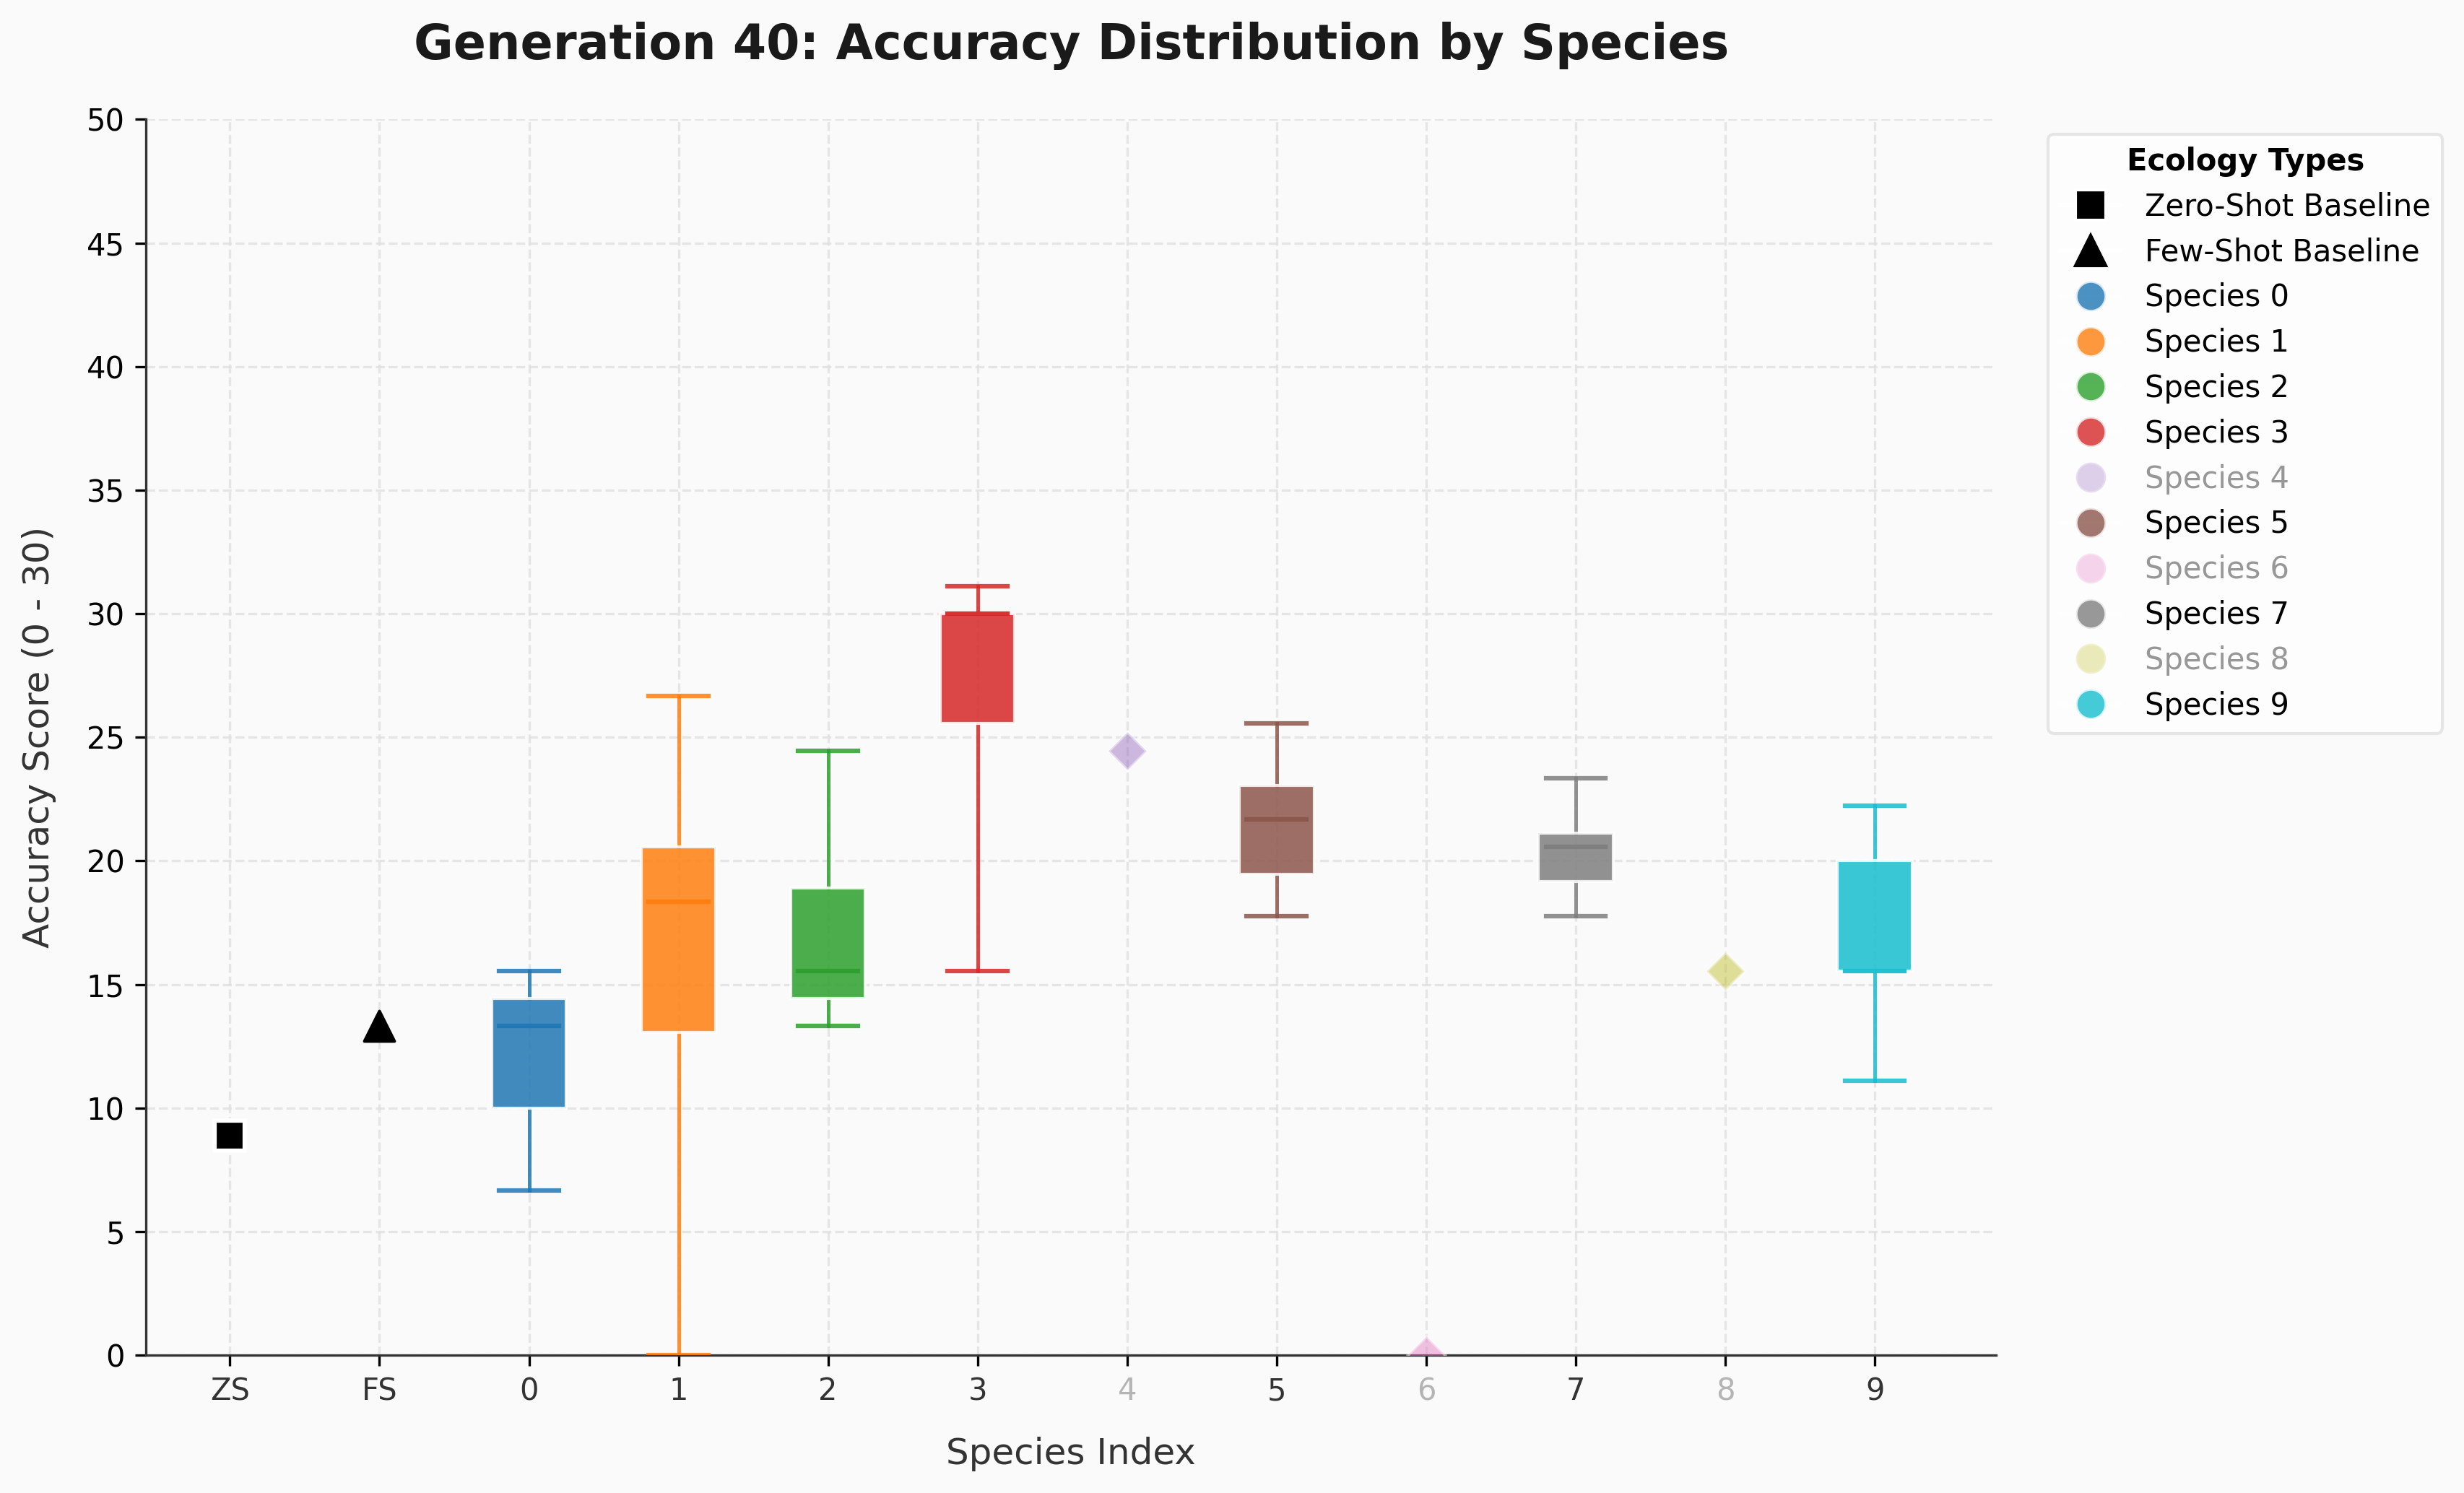 Generation 40: Accuracy Distribution by Species
50
45
40
35
30
25
20
15
10
5
0
Accuracy Score (0 - 30)
ZS FS 0 1 2 3 4 5 6 7 8 9
Species Index
Ecology Types
Zero-Shot Baseline
Few-Shot Baseline
Species 0
Species 1
Species 2
Species 3
Species 4
Species 5
Species 6
Species 7
Species 8
Species 9